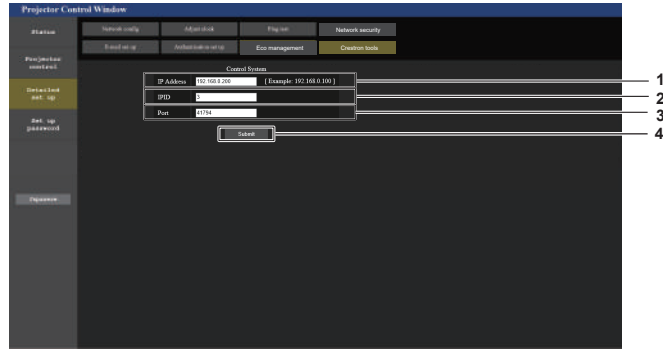 Projector Control Window
Status
Network config
Adjust clock
Ping test
Network security
E-mail set up
Authentication set up
Eco management
Crestron tools
Projector
control
Detailed
set up
Set up
password
Japanese
Control System
IP Address 192.168.0.200 [ Example: 192.168.0.100 ]
IPID 3
Port 41794
Submit
1
2
3
4